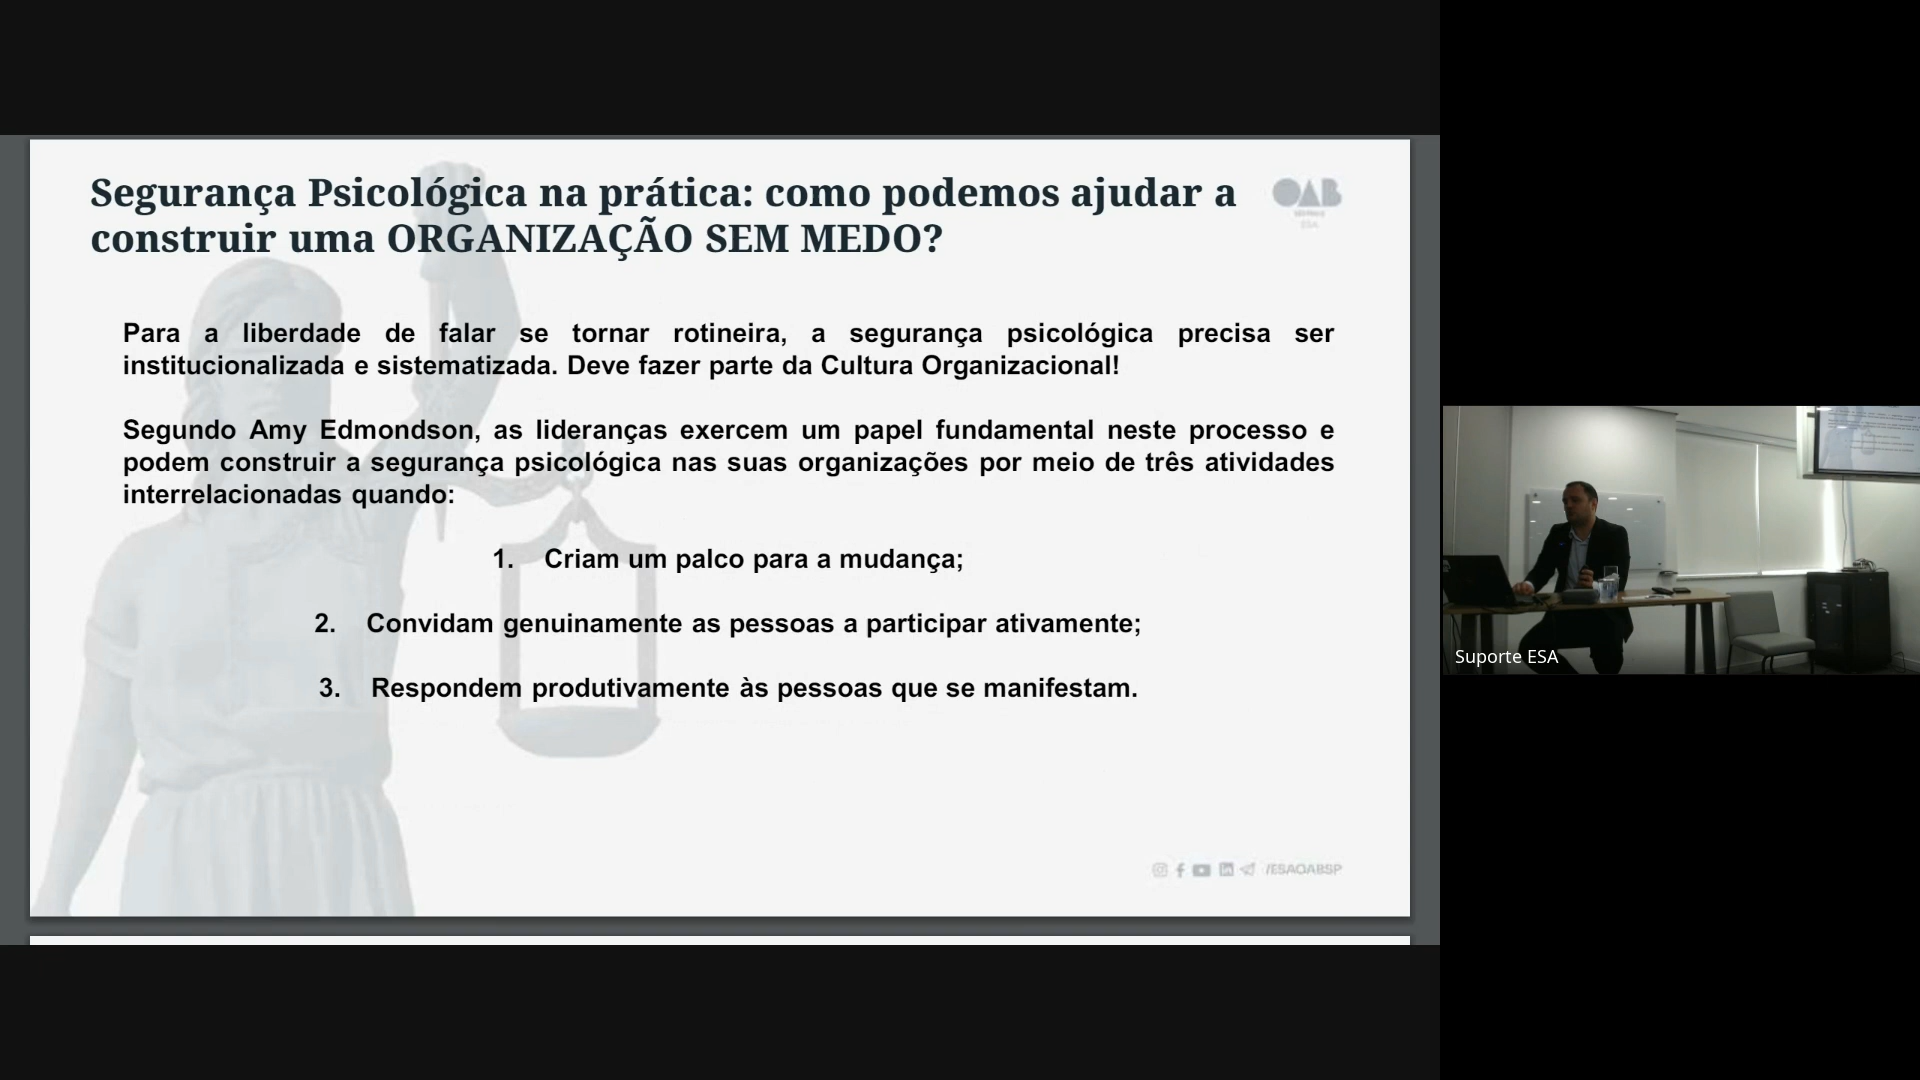 Segurança Psicológica na prática: como podemos ajudar a
construir uma ORGANIZAÇÃO SEM MEDO?
OAB
ESA
Para a liberdade de falar se tornar rotineira, a segurança psicológica precisa ser
institucionalizada e sistematizada. Deve fazer parte da Cultura Organizacional!
Segundo Amy Edmondson, as lideranças exercem um papel fundamental neste processo e
podem construir a segurança psicológica nas suas organizações por meio de três atividades
interrelacionadas quando:
1. Criam um palco para a mudança;
2. Convidam genuinamente as pessoas a participar ativamente;
3. Respondem produtivamente às pessoas que se manifestam.
/ESAOABSP
Suporte ESA